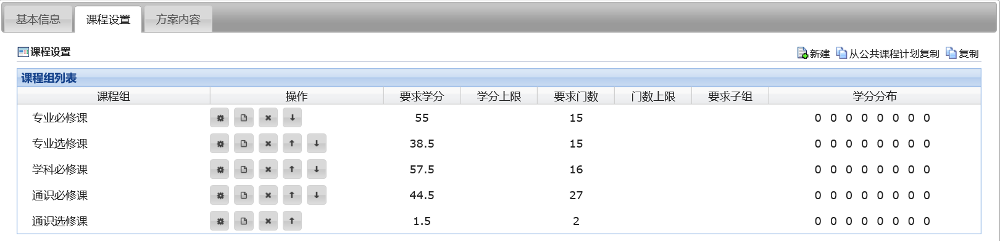 基本信息 课程设置 方案内容
课程设置 新建 从公共课程计划复制 复制
课程组列表
课程组 操作 要求学分 学分上限 要求门数 门数上限 要求子组 学分分布
专业必修课 55 15 0 0 0 0 0 0 0 0
专业选修课 38.5 15 0 0 0 0 0 0 0 0
学科必修课 57.5 16 0 0 0 0 0 0 0 0
通识必修课 44.5 27 0 0 0 0 0 0 0 0
通识选修课 1.5 2 0 0 0 0 0 0 0 0